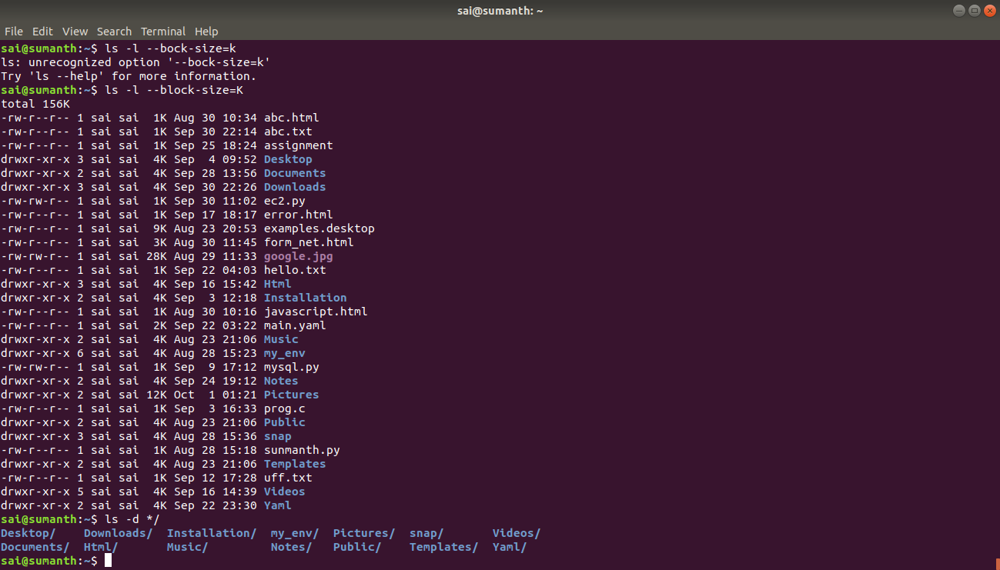 sai@sumanth: ~
File Edit View Search Terminal Help
sai@sumanth:~$ ls -l --bock-size=k
ls: unrecognized option '--bock-size=k'
Try 'ls --help' for more information.
sai@sumanth:~$ ls -l --block-size=K
total 156K
-rw-r--r-- 1 sai sai  1K Aug 30 10:34 abc.html
-rw-r--r-- 1 sai sai  1K Sep 30 22:14 abc.txt
-rw-r--r-- 1 sai sai  1K Sep 25 18:24 assignment
drwxr-xr-x 3 sai sai  4K Sep  4 09:52 Desktop
drwxr-xr-x 2 sai sai  4K Sep 28 13:56 Documents
drwxr-xr-x 3 sai sai  4K Sep 30 22:26 Downloads
-rw-rw-r-- 1 sai sai  1K Sep 30 11:02 ec2.py
-rw-r--r-- 1 sai sai  1K Sep 17 18:17 error.html
-rw-r--r-- 1 sai sai  9K Aug 23 20:53 examples.desktop
-rw-r--r-- 1 sai sai  3K Aug 30 11:45 form_net.html
-rw-rw-r-- 1 sai sai 28K Aug 29 11:33 google.jpg
-rw-r--r-- 1 sai sai  1K Sep 22 04:03 hello.txt
drwxr-xr-x 3 sai sai  4K Sep 16 15:42 Html
drwxr-xr-x 2 sai sai  4K Sep  3 12:18 Installation
-rw-r--r-- 1 sai sai  1K Aug 30 10:16 javascript.html
-rw-r--r-- 1 sai sai  2K Sep 22 03:22 main.yaml
drwxr-xr-x 2 sai sai  4K Aug 23 21:06 Music
drwxr-xr-x 6 sai sai  4K Aug 28 15:23 my_env
-rw-rw-r-- 1 sai sai  1K Sep  9 17:12 mysql.py
drwxr-xr-x 2 sai sai  4K Sep 24 19:12 Notes
drwxr-xr-x 2 sai sai 12K Oct  1 01:21 Pictures
-rw-r--r-- 1 sai sai  1K Sep  3 16:33 prog.c
drwxr-xr-x 2 sai sai  4K Aug 23 21:06 Public
drwxr-xr-x 3 sai sai  4K Aug 28 15:36 snap
-rw-r--r-- 1 sai sai  1K Aug 28 15:18 sunmanth.py
drwxr-xr-x 2 sai sai  4K Aug 23 21:06 Templates
-rw-r--r-- 1 sai sai  1K Sep 12 17:28 uff.txt
drwxr-xr-x 5 sai sai  4K Sep 16 14:39 Videos
drwxr-xr-x 2 sai sai  4K Sep 22 23:30 Yaml
sai@sumanth:~$ ls -d */
Desktop/    Downloads/  Installation/  my_env/  Pictures/  snap/       Videos/
Documents/  Html/       Music/         Notes/   Public/    Templates/  Yaml/
sai@sumanth:~$